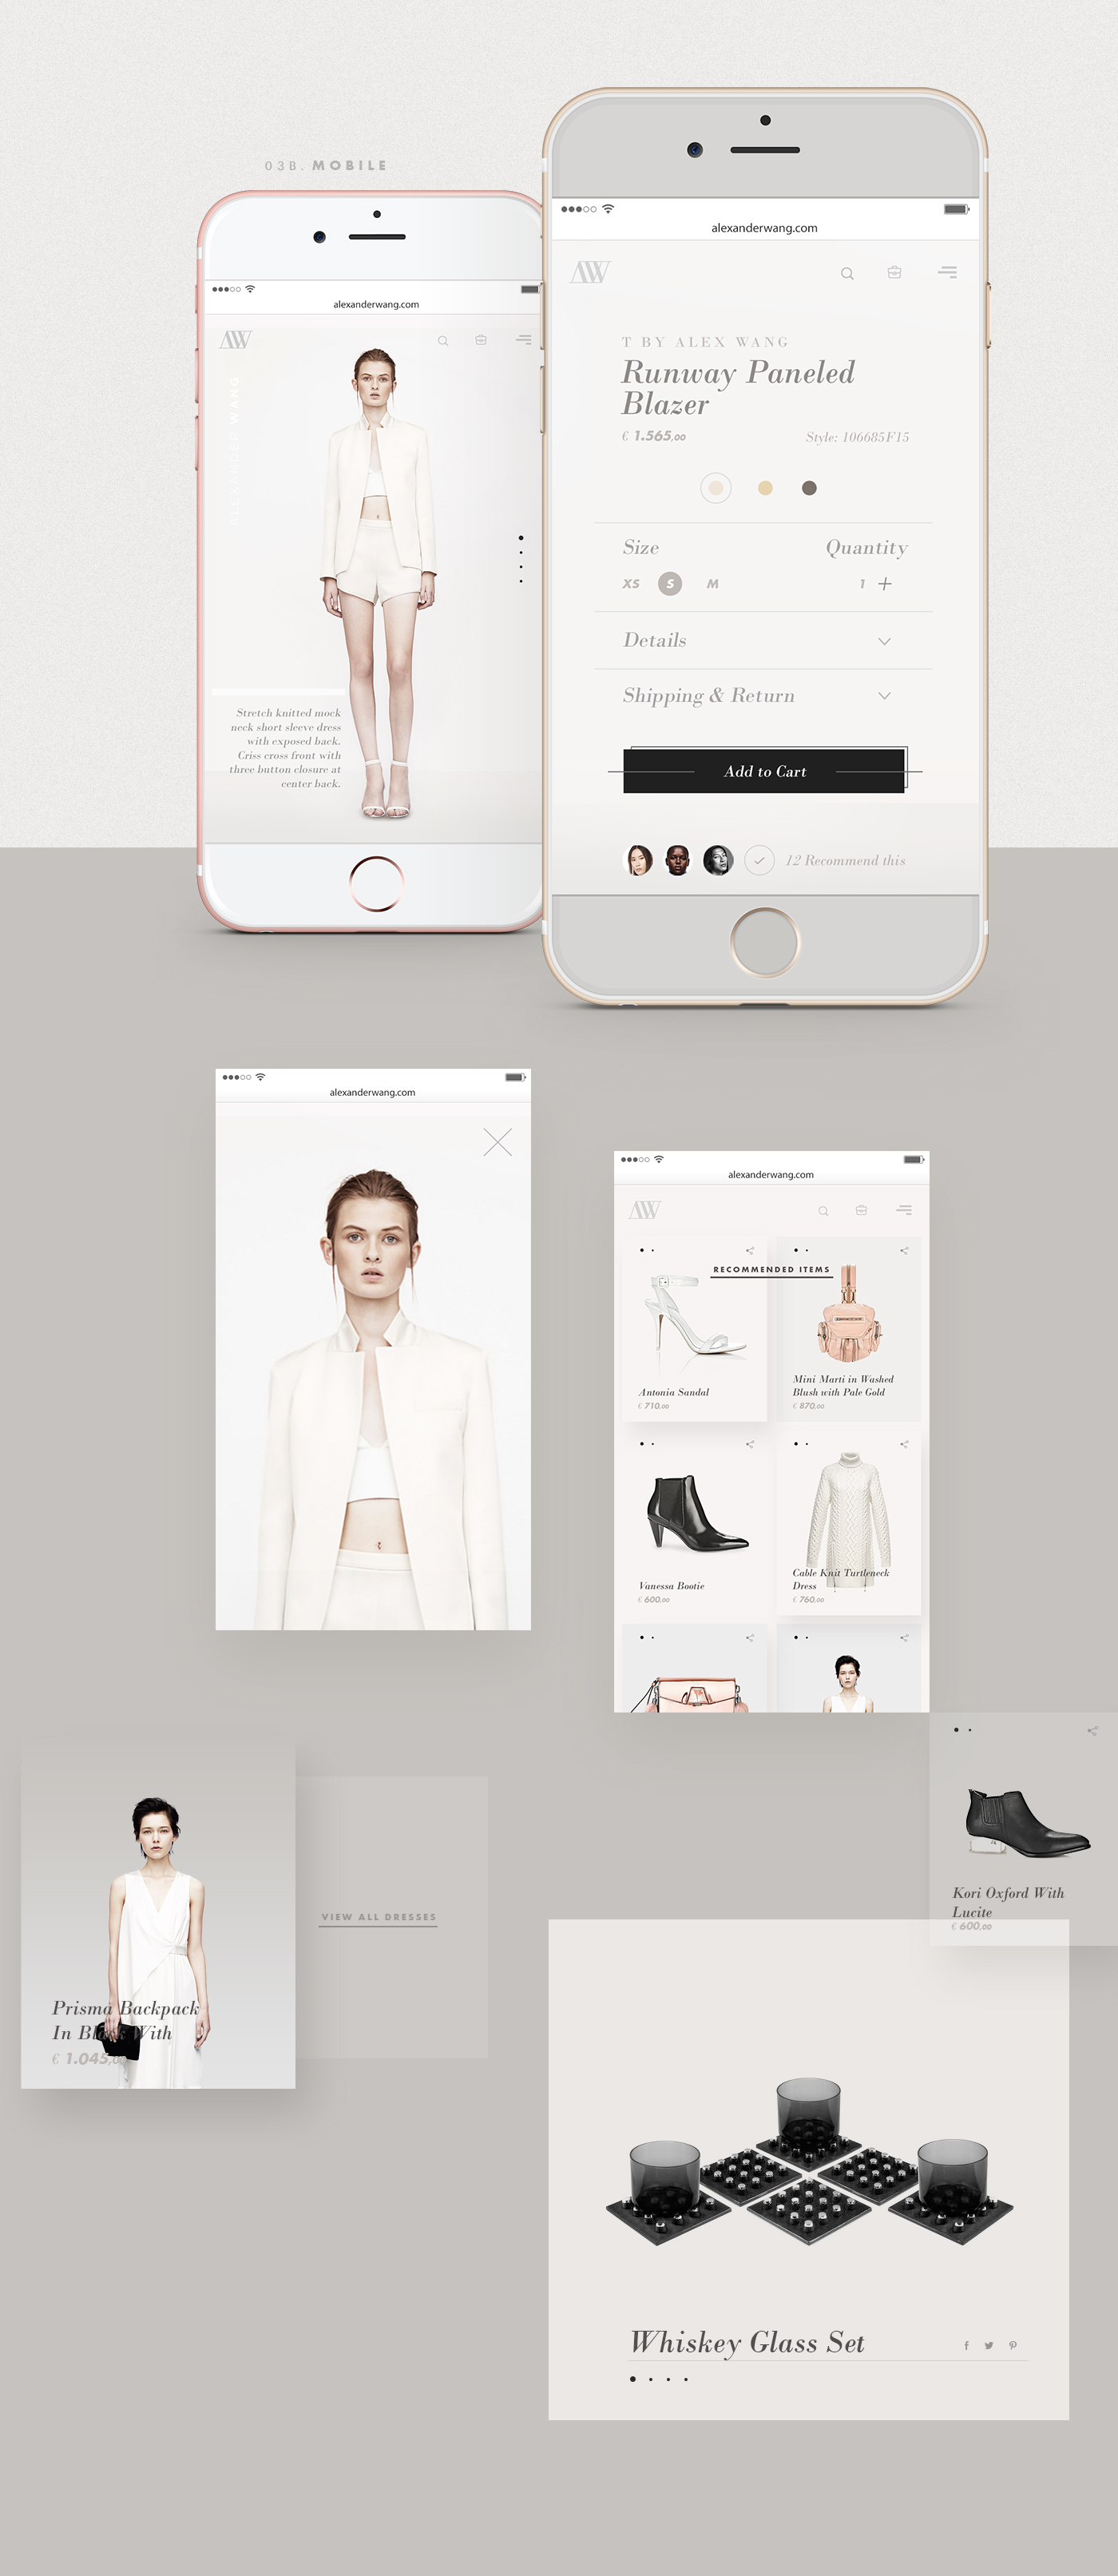 03B. MOBILE
alexanderwang.com
AW
ALEXANDER WANG
Stretch knitted mock
neck short sleeve dress
with exposed back.
Criss cross front with
three button closure at
center back.
alexanderwang.com
AW
T BY ALEX WANG
Runway Paneled
Blazer
€ 1.565,00
Style: 106685F15
Size
Quantity
XS S M
1 +
Details
Shipping & Return
Add to Cart
12 Recommend this
alexanderwang.com
alexanderwang.com
AW
RECOMMENDED ITEMS
Antonia Sandal
€ 710,00
Mini Marti in Washed
Blush with Pale Gold
€ 870,00
Vanessa Bootie
€ 600,00
Cable Knit Turtleneck
Dress
€ 760,00
Kori Oxford With
Lucite
€ 600,00
Prisma Backpack
In Black With
€ 1.045,00
VIEW ALL DRESSES
Whiskey Glass Set